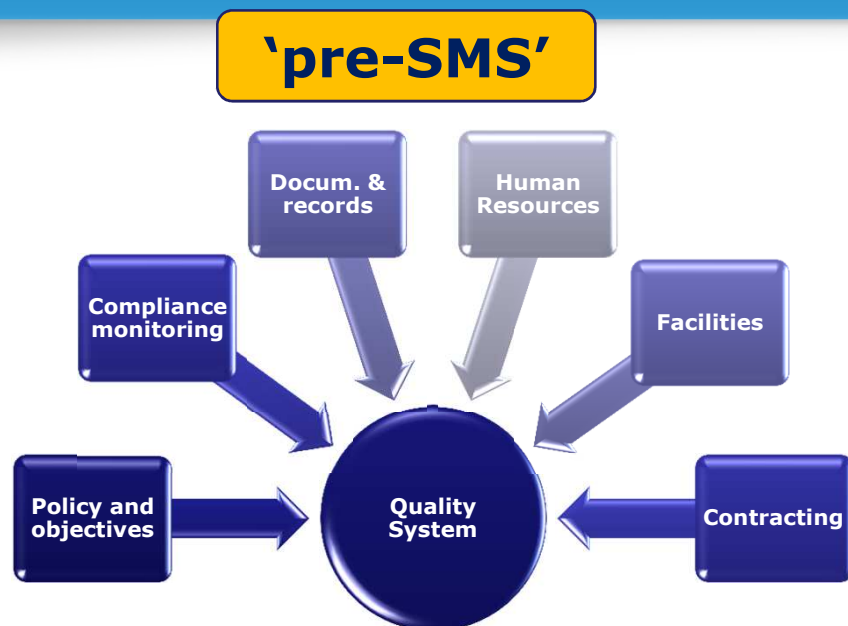 ‘pre-SMS’
Docum. &
records
Human
Resources
Compliance
monitoring
Facilities
Policy and
objectives
Quality
System
Contracting